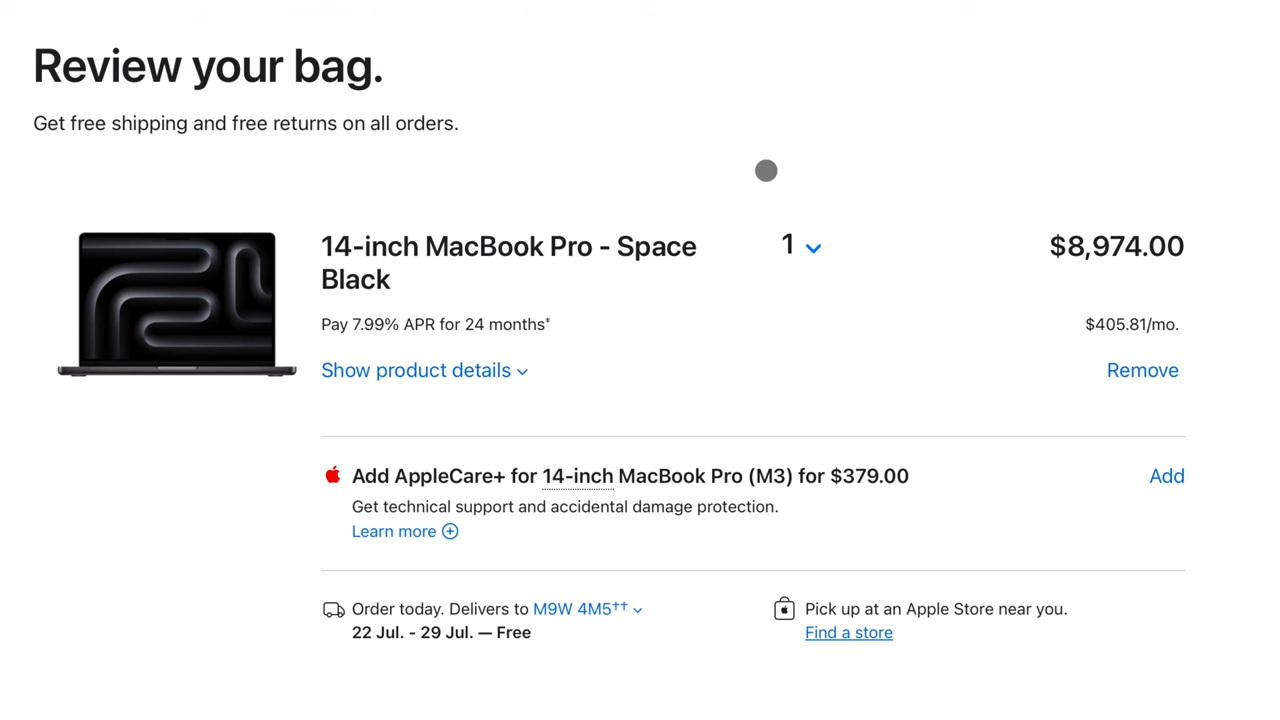 Review your bag.
Get free shipping and free returns on all orders.
14-inch MacBook Pro - Space
Black
1
$8,974.00
Pay 7.99% APR for 24 months‡
$405.81/mo.
Show product details
Remove
Add AppleCare+ for 14-inch MacBook Pro (M3) for $379.00
Add
Get technical support and accidental damage protection.
Learn more
Order today. Delivers to M9W 4M5††
22 Jul. - 29 Jul. — Free
Pick up at an Apple Store near you.
Find a store